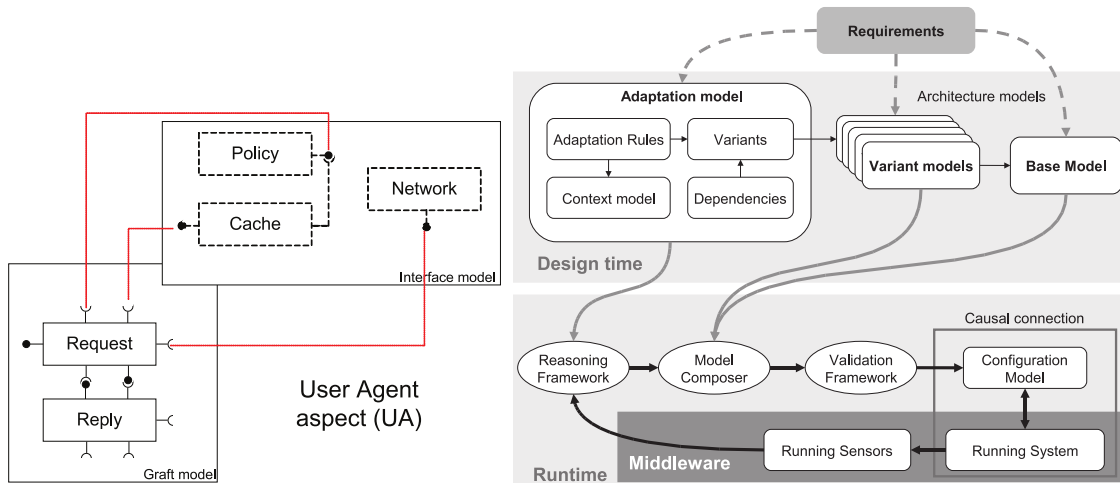 Policy
Network
Cache
Interface model
Request
Reply
User Agent
aspect (UA)
Graft model
Requirements
Adaptation model
Architecture models
Adaptation Rules
Variants
Variant models
Base Model
Context model
Dependencies
Design time
Causal connection
Reasoning
Framework
Model
Composer
Validation
Framework
Configuration
Model
Running Sensors
Running System
Middleware
Runtime